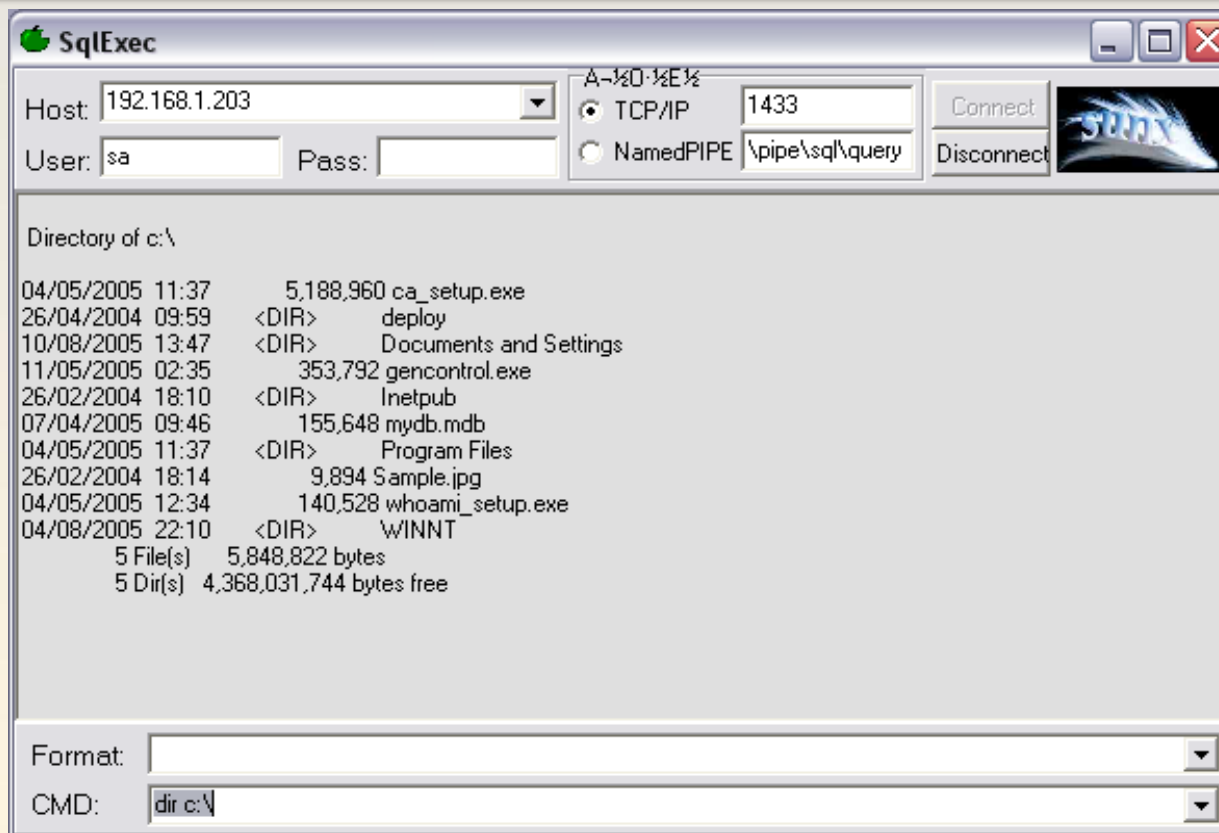 SqlExec
Host: 192.168.1.203
User: sa Pass:
A¬½O·½E½
TCP/IP 1433
NamedPIPE \pipe\sql\query
Connect
Disconnect
sunx
Directory of c:\
04/05/2005 11:37 5,188,960 ca_setup.exe
26/04/2004 09:59 <DIR> deploy
10/08/2005 13:47 <DIR> Documents and Settings
11/05/2005 02:35 353,792 gencontrol.exe
26/02/2004 18:10 <DIR> Inetpub
07/04/2005 09:46 155,648 mydb.mdb
04/05/2005 11:37 <DIR> Program Files
26/02/2004 18:14 9,894 Sample.jpg
04/05/2005 12:34 140,528 whoami_setup.exe
04/08/2005 22:10 <DIR> WINNT
5 File(s) 5,848,822 bytes
5 Dir(s) 4,368,031,744 bytes free
Format:
CMD: dir c:\